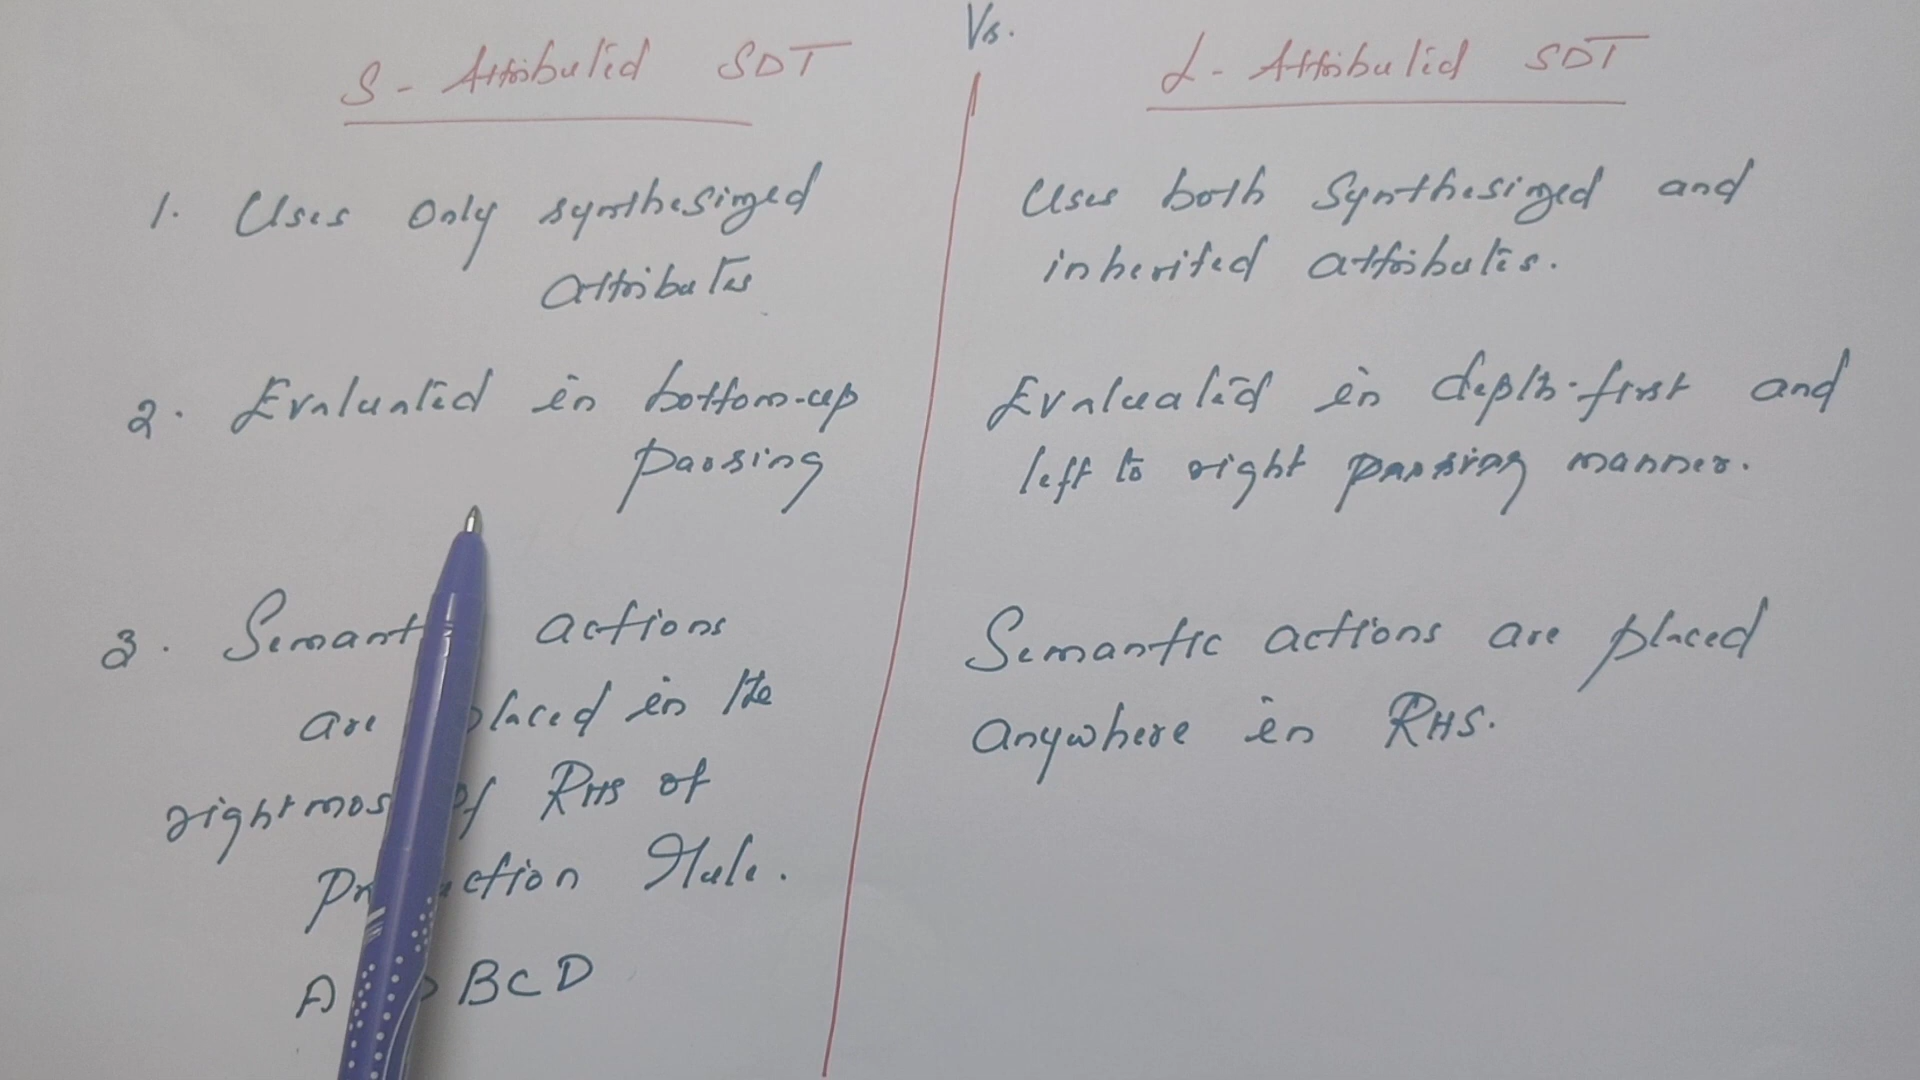 S - Attributed SDT Vs. L - Attributed SDT
1. Uses only synthesized
attributes
Uses both synthesized and
inherited attributes.
2. Evaluated in bottom-up
parsing
Evaluated in depth-first and
left to right parsing manner.
3. Semant actions
are placed in the
rightmos of RHS of
Pr ction rule.
A BCD
Semantic actions are placed
anywhere in RHS.